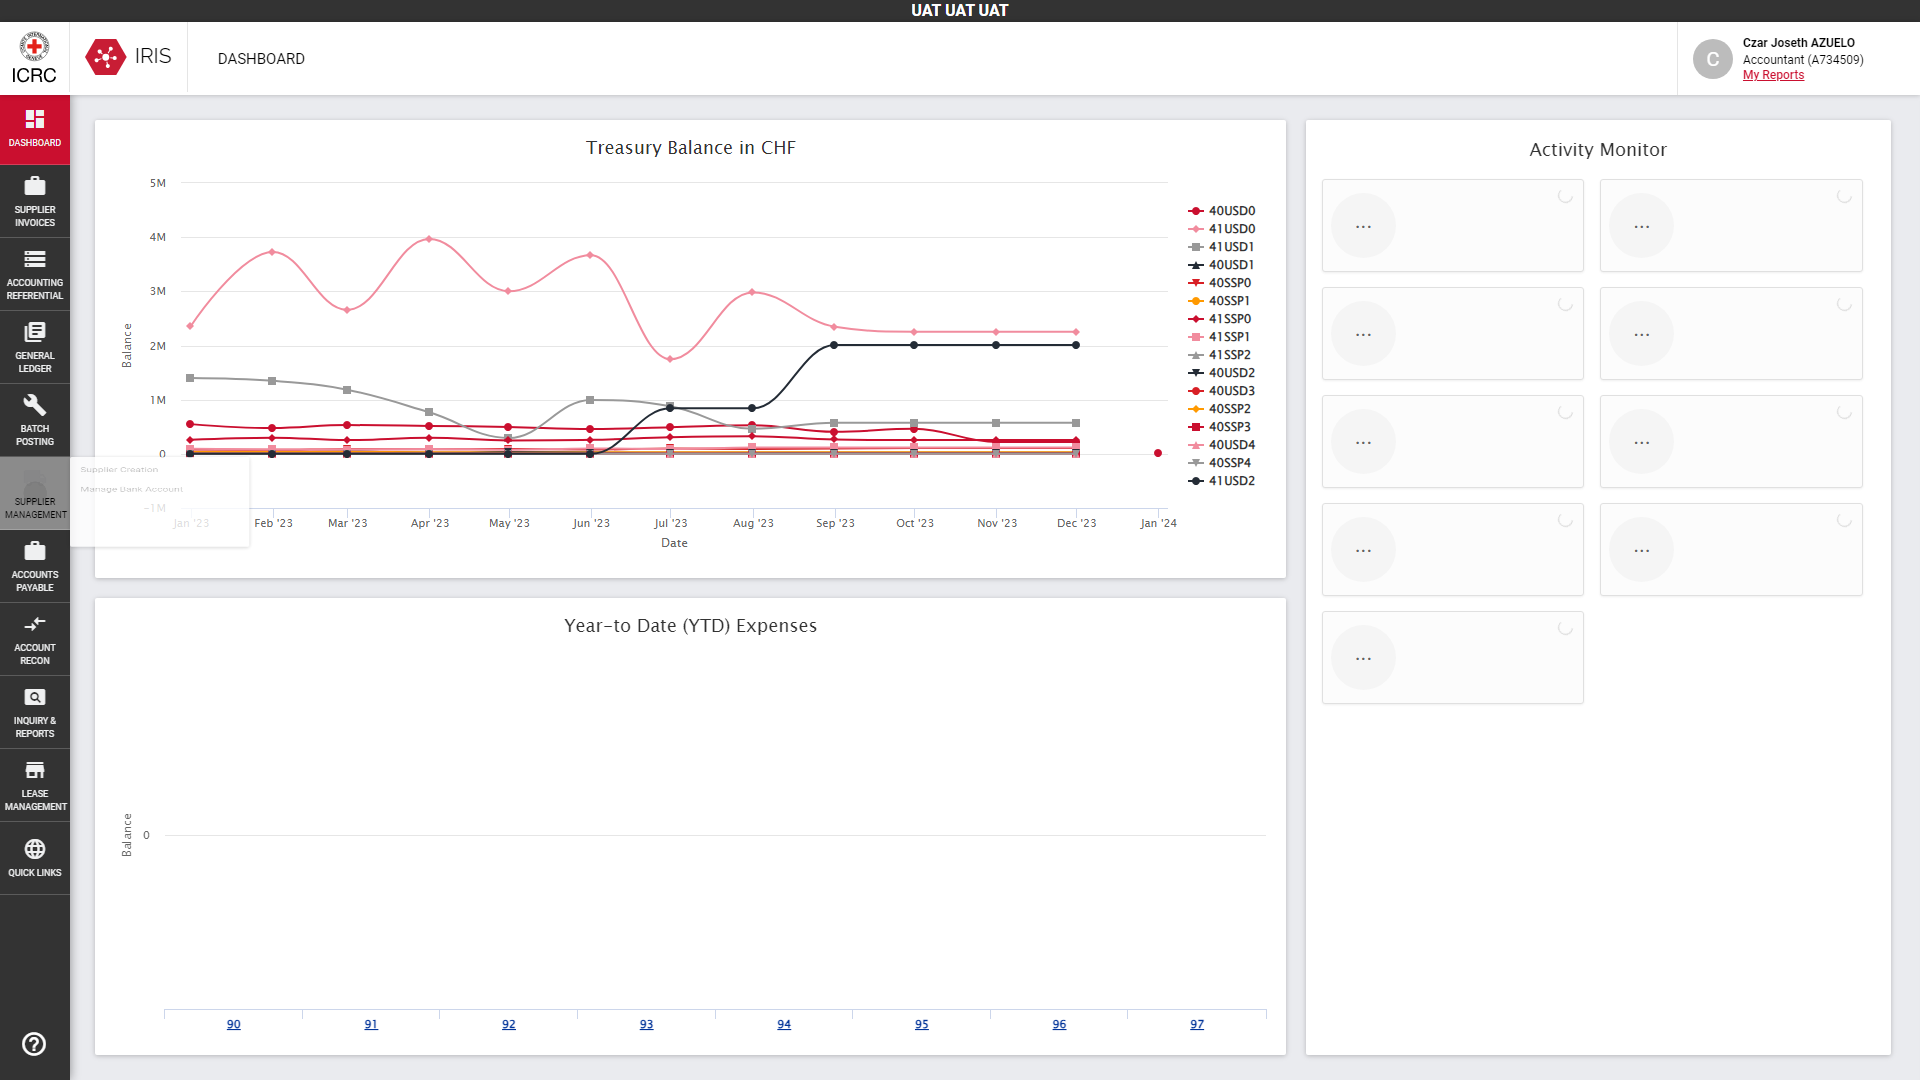 UAT UAT UAT
ICRC
IRIS
DASHBOARD
C
Czar Joseth AZUELO
Accountant (A734509)
My Reports
DASHBOARD
SUPPLIER
INVOICES
ACCOUNTING
REFERENTIAL
GENERAL
LEDGER
BATCH
POSTING
SUPPLIER
MANAGEMENT
Supplier Creation
Manage Bank Account
ACCOUNTS
PAYABLE
ACCOUNT
RECON
INQUIRY &
REPORTS
LEASE
MANAGEMENT
QUICK LINKS
Treasury Balance in CHF
Balance
5M
4M
3M
2M
1M
0
-1M
Jan '23
Feb '23
Mar '23
Apr '23
May '23
Jun '23
Jul '23
Aug '23
Sep '23
Oct '23
Nov '23
Dec '23
Jan '24
Date
40USD0
41USD0
41USD1
40USD1
40SSP0
40SSP1
41SSP0
41SSP1
41SSP2
40USD2
40USD3
40SSP2
40SSP3
40USD4
40SSP4
41USD2
Year-to Date (YTD) Expenses
Balance
0
90
91
92
93
94
95
96
97
Activity Monitor
...
...
...
...
...
...
...
...
...